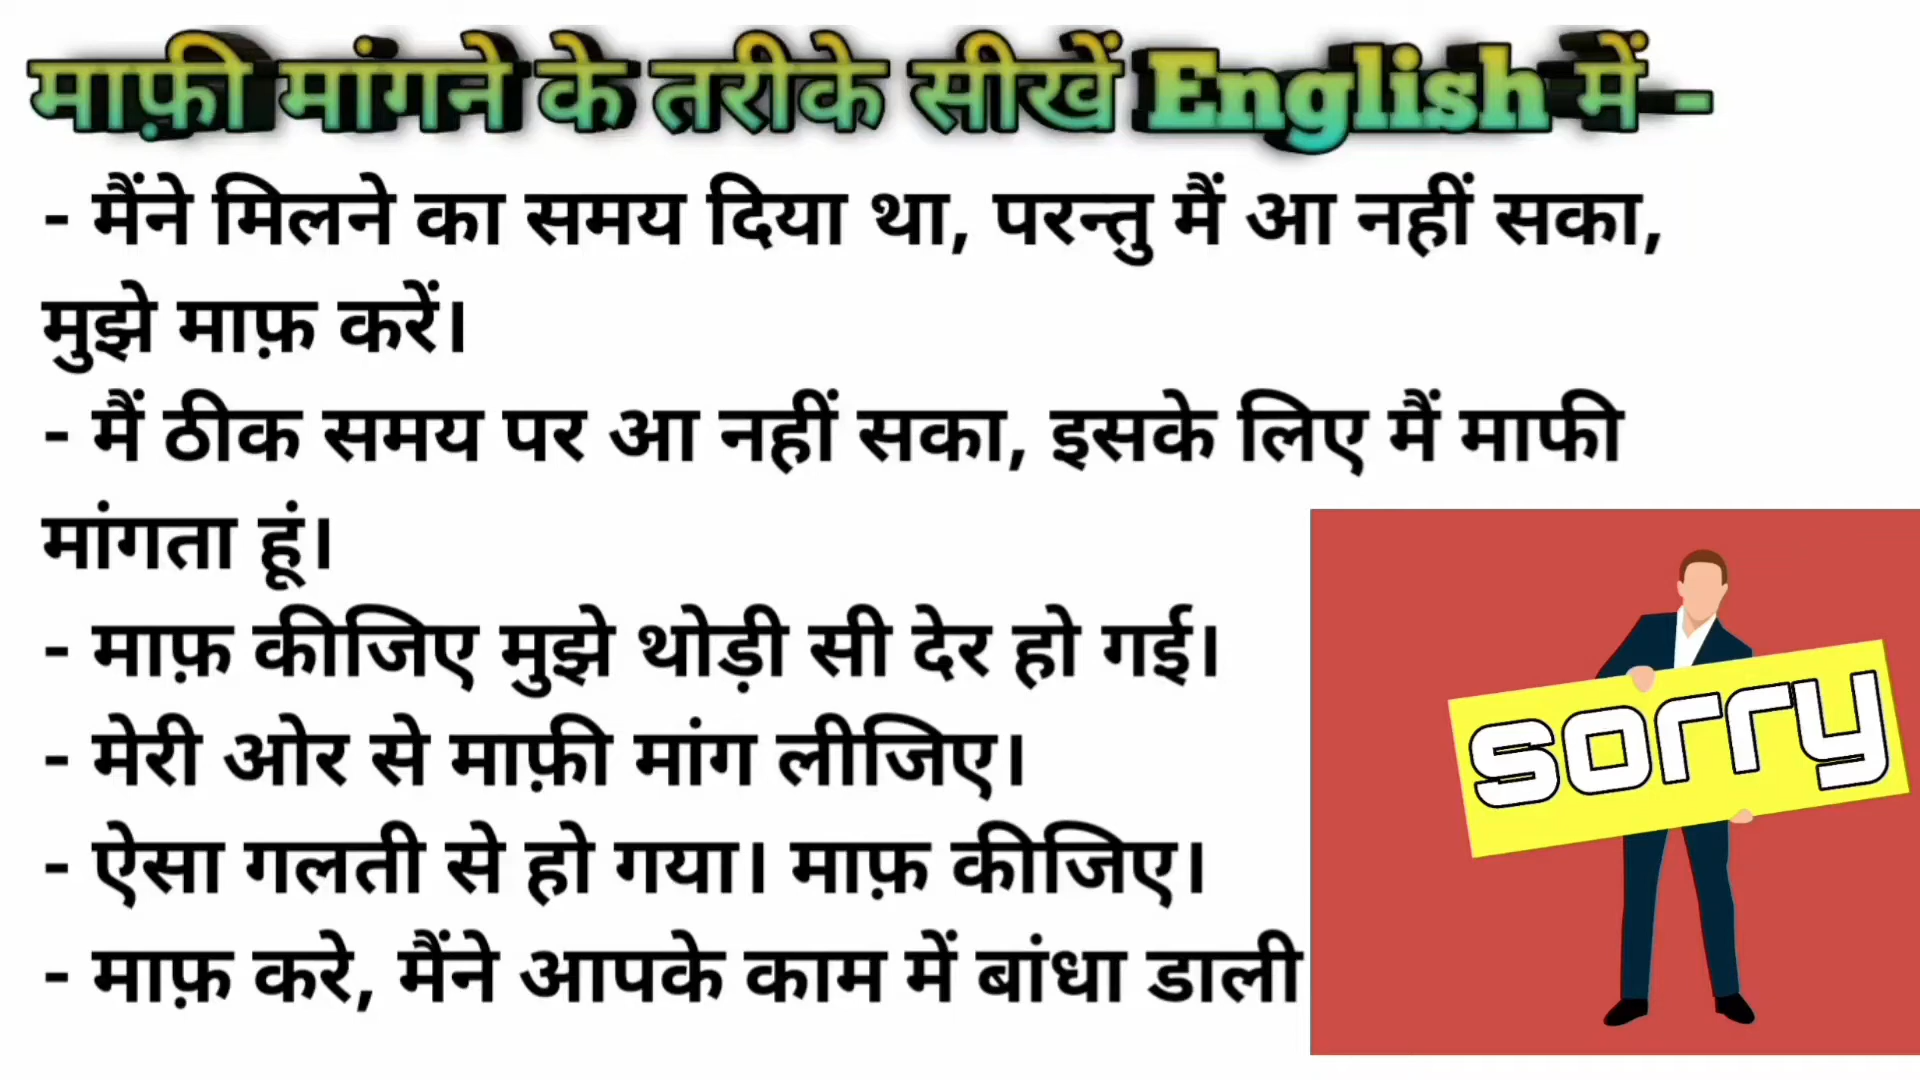 माफ़ी मांगने के तरीके सीखें English में -
- मैंने मिलने का समय दिया था, परन्तु मैं आ नहीं सका,
मुझे माफ़ करें।
- मैं ठीक समय पर आ नहीं सका, इसके लिए मैं माफी
मांगता हूं।
- माफ़ कीजिए मुझे थोड़ी सी देर हो गई।
- मेरी ओर से माफ़ी मांग लीजिए।
- ऐसा गलती से हो गया। माफ़ कीजिए।
- माफ़ करे, मैंने आपके काम में बांधा डाली
sorry